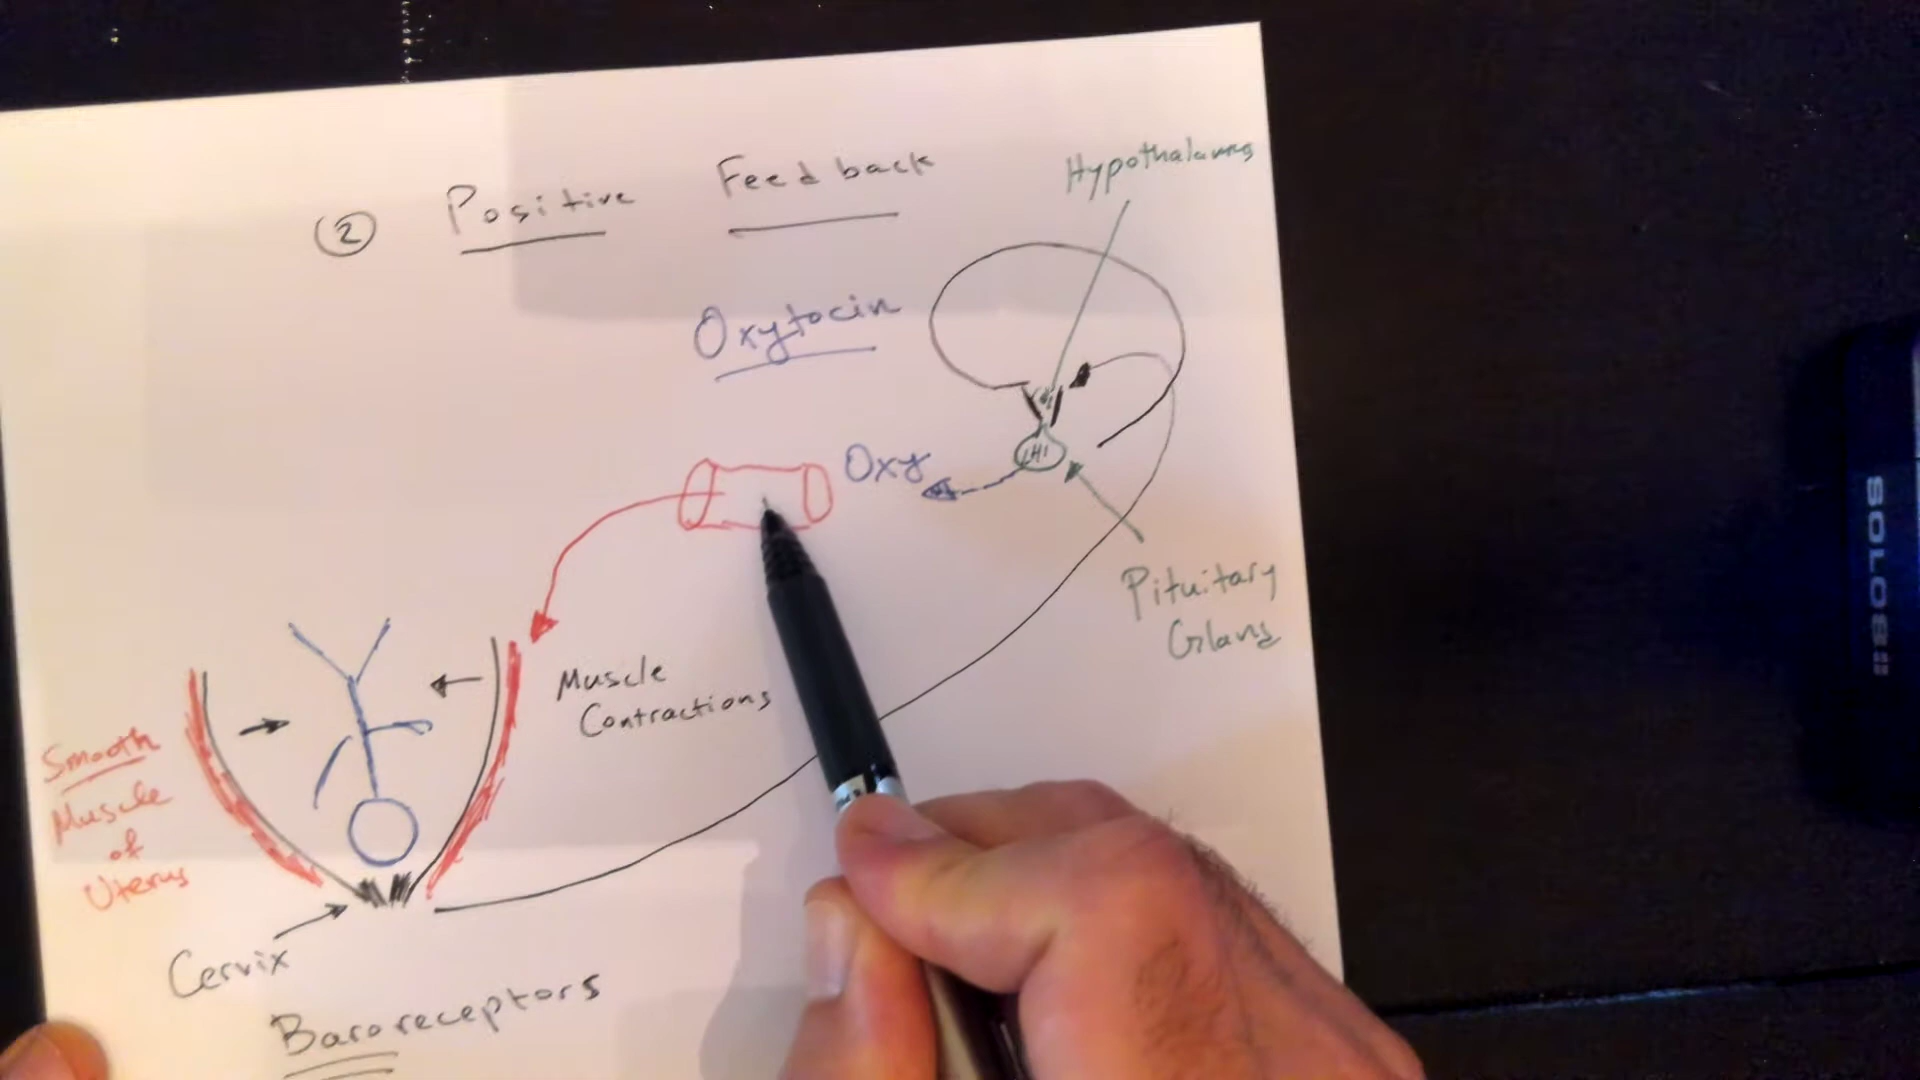 ② Positive Feedback
Hypothalamus
Oxytocin
Oxy
Pituitary
Gland
Muscle
Contractions
Smooth
Muscle
of
Uterus
Cervix
Baroreceptors